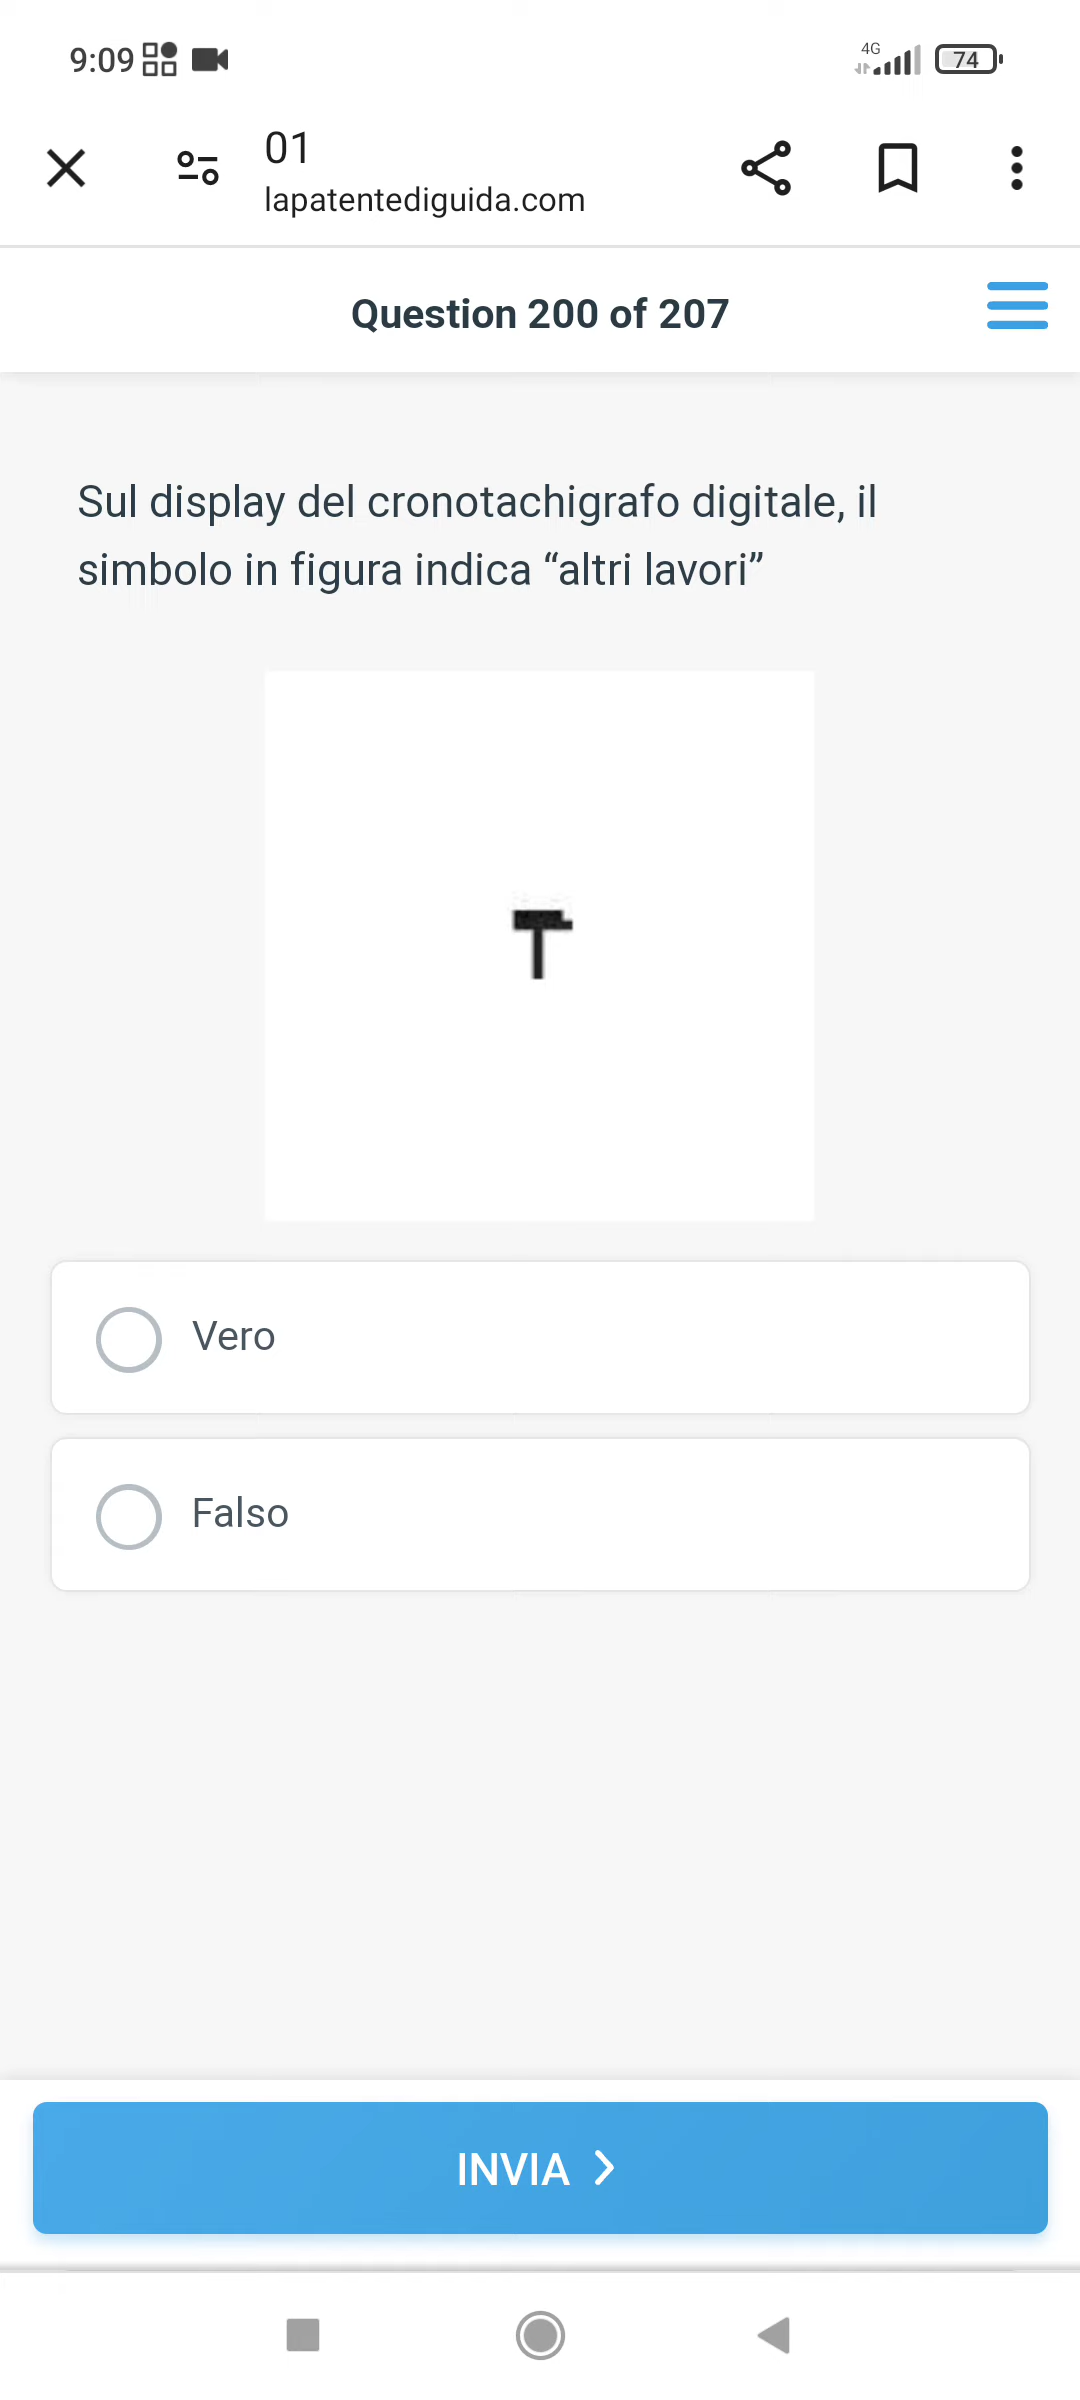 9:09
4G
74
01
lapatentediguida.com
Question 200 of 207
Sul display del cronotachigrafo digitale, il
simbolo in figura indica “altri lavori”
Vero
Falso
INVIA